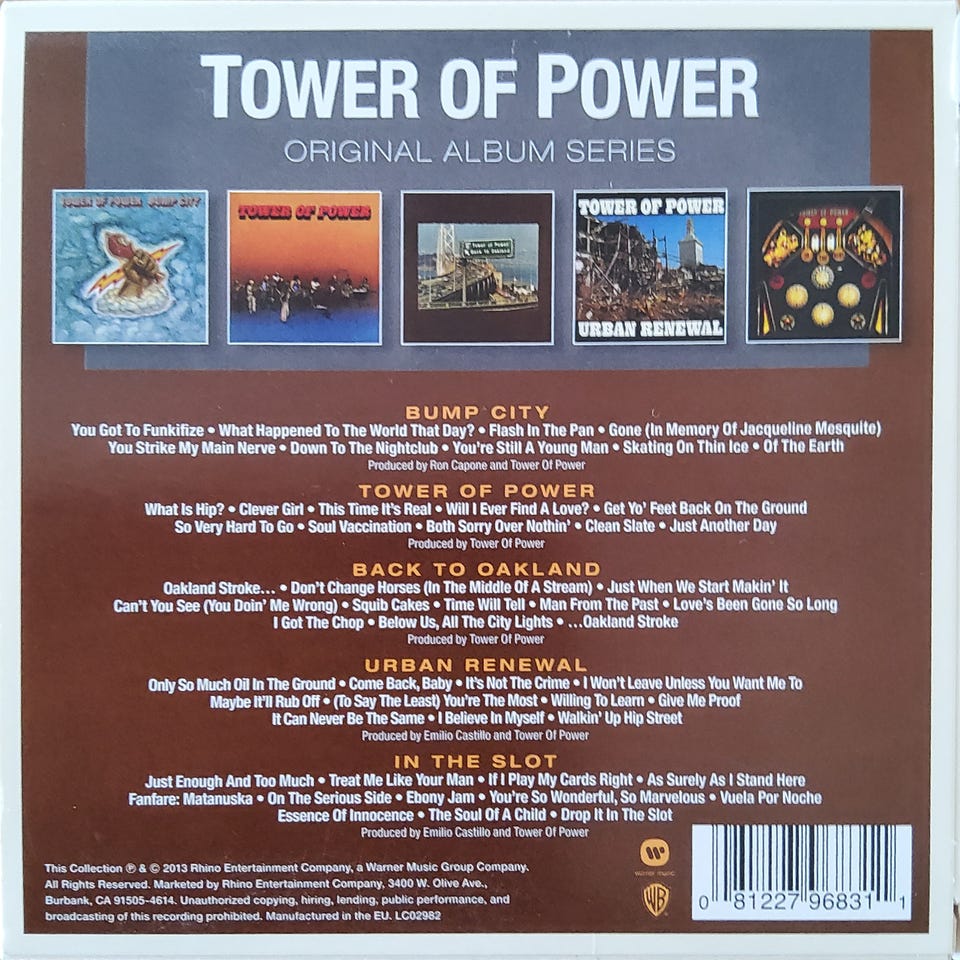 TOWER OF POWER
ORIGINAL ALBUM SERIES
TOWER OF POWER BUMP CITY
TOWER OF POWER
Tower of Power
Back to Oakland
TOWER OF POWER
URBAN RENEWAL
TOWER OF POWER
BUMP CITY
You Got To Funkifize • What Happened To The World That Day? • Flash In The Pan • Gone (In Memory Of Jacqueline Mesquite)
You Strike My Main Nerve • Down To The Nightclub • You're Still A Young Man • Skating On Thin Ice • Of The Earth
Produced by Ron Capone and Tower Of Power
TOWER OF POWER
What Is Hip? • Clever Girl • This Time It's Real • Will I Ever Find A Love? • Get Yo' Feet Back On The Ground
So Very Hard To Go • Soul Vaccination • Both Sorry Over Nothin' • Clean Slate • Just Another Day
Produced by Tower Of Power
BACK TO OAKLAND
Oakland Stroke... • Don't Change Horses (In The Middle Of A Stream) • Just When We Start Makin' It
Can't You See (You Doin' Me Wrong) • Squib Cakes • Time Will Tell • Man From The Past • Love's Been Gone So Long
I Got The Chop • Below Us, All The City Lights • ...Oakland Stroke
Produced by Tower Of Power
URBAN RENEWAL
Only So Much Oil In The Ground • Come Back, Baby • It's Not The Crime • I Won't Leave Unless You Want Me To
Maybe It'll Rub Off • (To Say The Least) You're The Most • Willing To Learn • Give Me Proof
It Can Never Be The Same • I Believe In Myself • Walkin' Up Hip Street
Produced by Emilio Castillo and Tower Of Power
IN THE SLOT
Just Enough And Too Much • Treat Me Like Your Man • If I Play My Cards Right • As Surely As I Stand Here
Fanfare: Matanuska • On The Serious Side • Ebony Jam • You're So Wonderful, So Marvelous • Vuela Por Noche
Essence Of Innocence • The Soul Of A Child • Drop It In The Slot
Produced by Emilio Castillo and Tower Of Power
This Collection ℗ & © 2013 Rhino Entertainment Company, a Warner Music Group Company.
All Rights Reserved. Marketed by Rhino Entertainment Company, 3400 W. Olive Ave.,
Burbank, CA 91505-4614. Unauthorized copying, hiring, lending, public performance, and
broadcasting of this recording prohibited. Manufactured in the EU. LC02982
warner music
WB
0 81227 96831 1